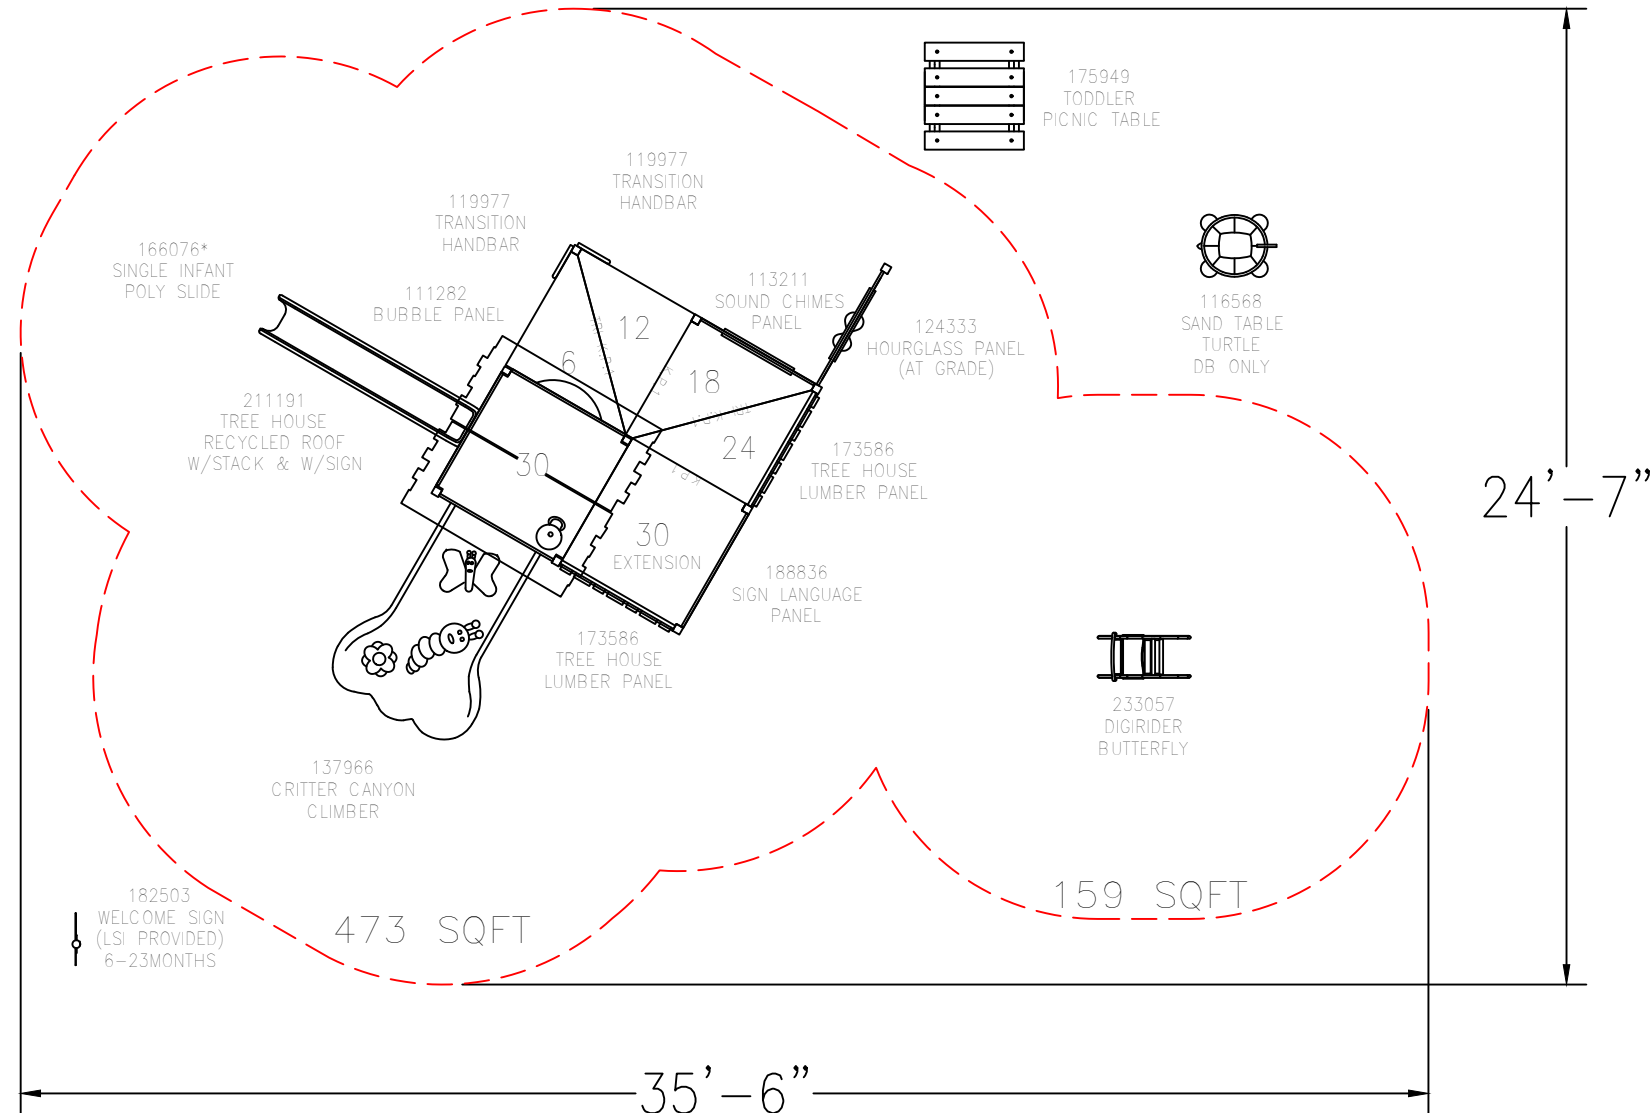 175949
TODDLER
PICNIC TABLE
119977
TRANSITION
HANDBAR
119977
TRANSITION
HANDBAR
166076*
SINGLE INFANT
POLY SLIDE
111282
BUBBLE PANEL
113211
SOUND CHIMES
PANEL
124333
HOURGLASS PANEL
(AT GRADE)
116568
SAND TABLE
TURTLE
DB ONLY
12
6
18
24
30
30
EXTENSION
KP1
KP1
211191
TREE HOUSE
RECYCLED ROOF
W/STACK & W/SIGN
173586
TREE HOUSE
LUMBER PANEL
24'-7"
188836
SIGN LANGUAGE
PANEL
173586
TREE HOUSE
LUMBER PANEL
233057
DIGIRIDER
BUTTERFLY
137966
CRITTER CANYON
CLIMBER
182503
WELCOME SIGN
(LSI PROVIDED)
6-23MONTHS
473 SQFT
159 SQFT
35'-6"